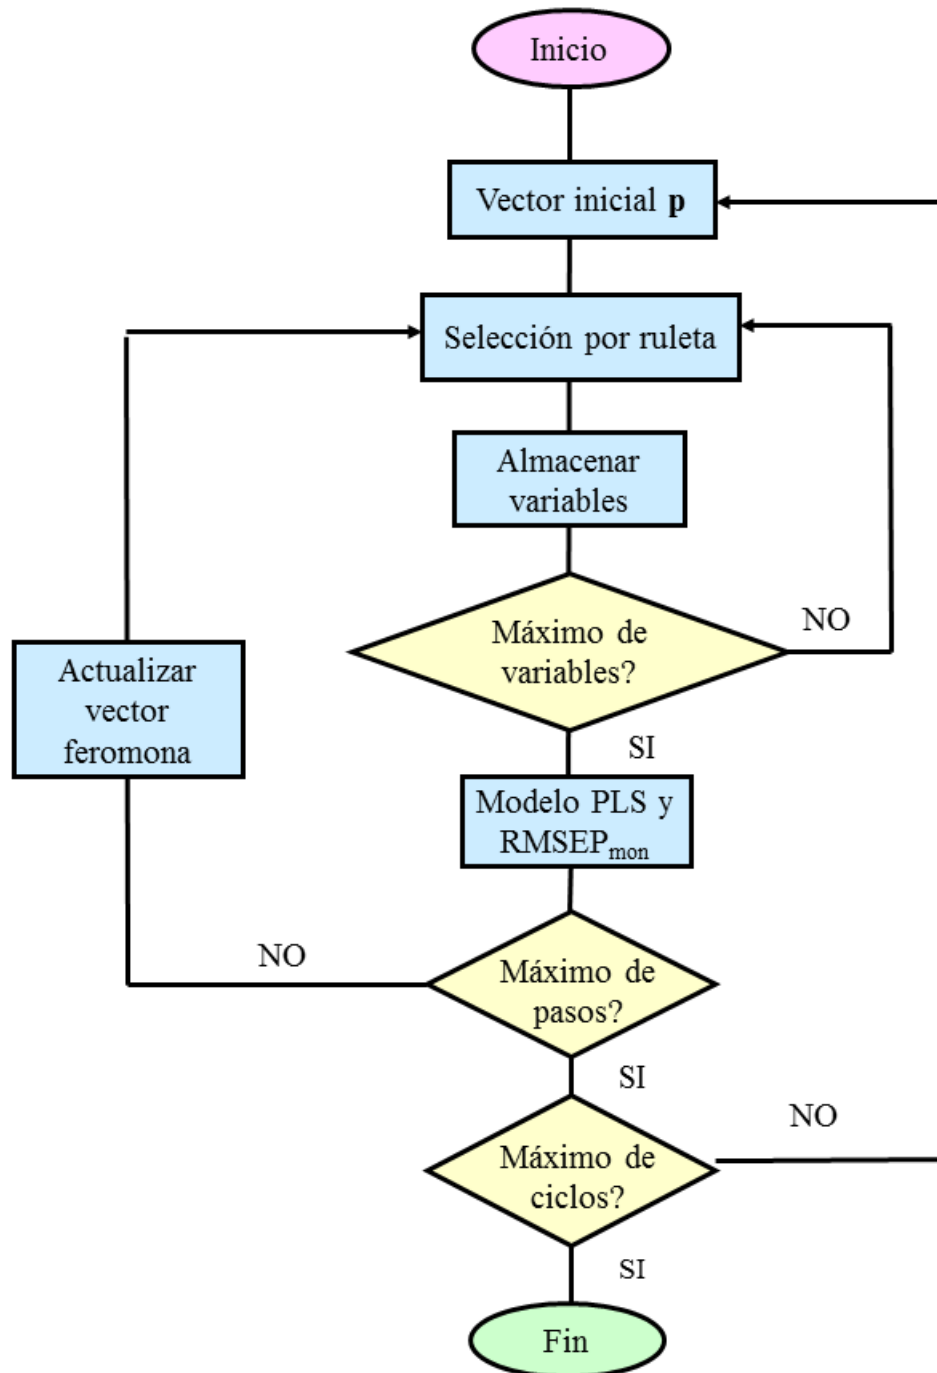 Inicio
Vector inicial p
Selección por ruleta
Almacenar
variables
Máximo de
variables?
NO
SI
Actualizar
vector
feromona
Modelo PLS y
RMSEPmon
NO
Máximo de
pasos?
SI
NO
Máximo de
ciclos?
SI
Fin